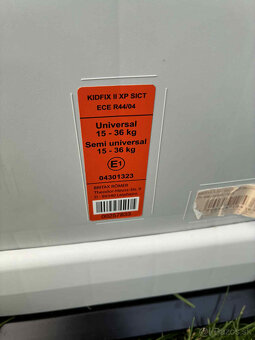 KIDFIX II XP SICT
ECE R44/04
Universal
15 - 36 kg
Semi universal
15 - 36 kg
E1
04301323
BRITAX RÖMER